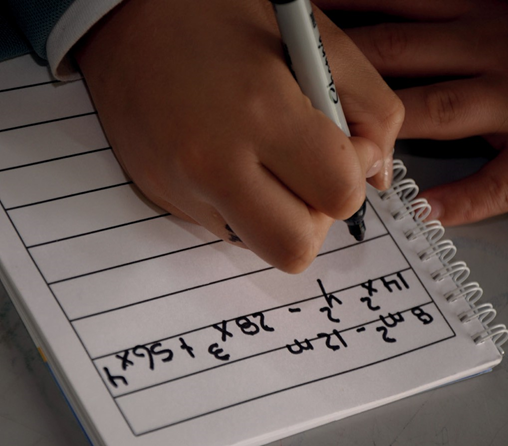 8m² - 12m
14x²y² - 28x³ + 56x⁴